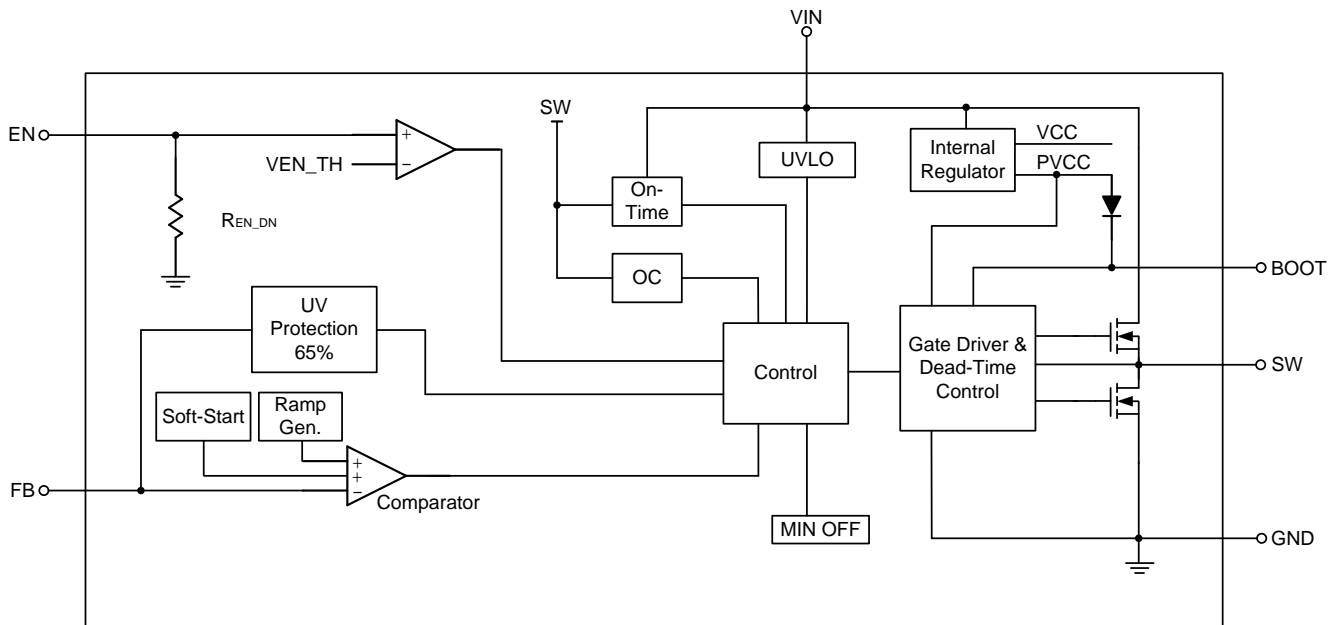 VIN
SW
EN
VEN_TH
REN_DN
On-
Time
UVLO
Internal
Regulator
VCC
PVCC
OC
BOOT
UV
Protection
65%
Control
Gate Driver &
Dead-Time
Control
SW
Soft-Start
Ramp
Gen.
FB
Comparator
MIN OFF
GND